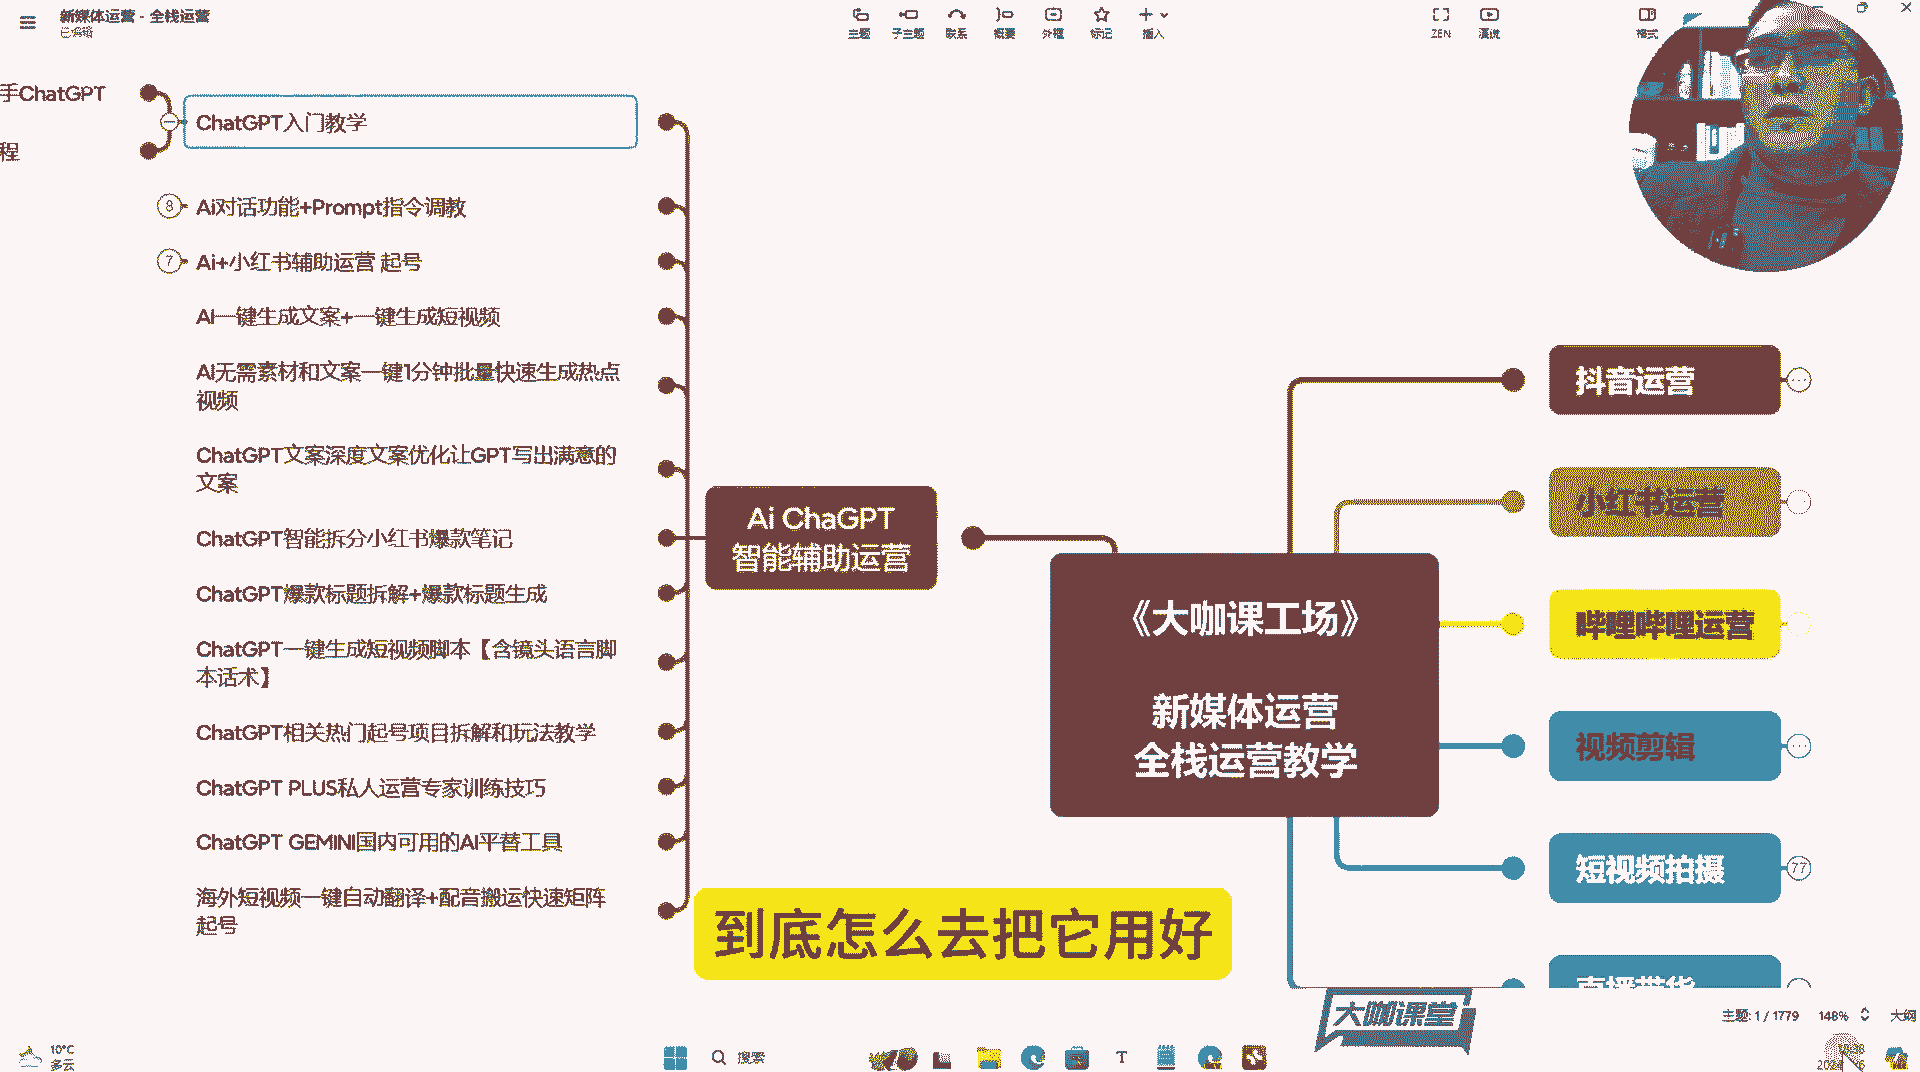 新媒体运营 - 全栈运营
已编辑
主题
子主题
联系
概要
外框
标记
插入
ZEN
演说
格式
手ChatGPT
程
ChatGPT入门教学
8
Ai对话功能+Prompt指令调教
7
Ai+小红书辅助运营 起号
AI一键生成文案+一键生成短视频
AI无需素材和文案一键1分钟批量快速生成热点
视频
ChatGPT文案深度文案优化让GPT写出满意的
文案
ChatGPT智能拆分小红书爆款笔记
ChatGPT爆款标题拆解+爆款标题生成
ChatGPT一键生成短视频脚本【含镜头语言脚
本话术】
ChatGPT相关热门起号项目拆解和玩法教学
ChatGPT PLUS私人运营专家训练技巧
ChatGPT GEMINI国内可用的AI平替工具
海外短视频一键自动翻译+配音搬运快速矩阵
起号
Ai ChaGPT
智能辅助运营
《大咖课工场》
新媒体运营
全栈运营教学
抖音运营
小红书运营
哔哩哔哩运营
视频剪辑
短视频拍摄
77
直播带货
到底怎么去把它用好
大咖课堂
主题: 1 / 1779
148%
大纲
10°C
多云
搜索